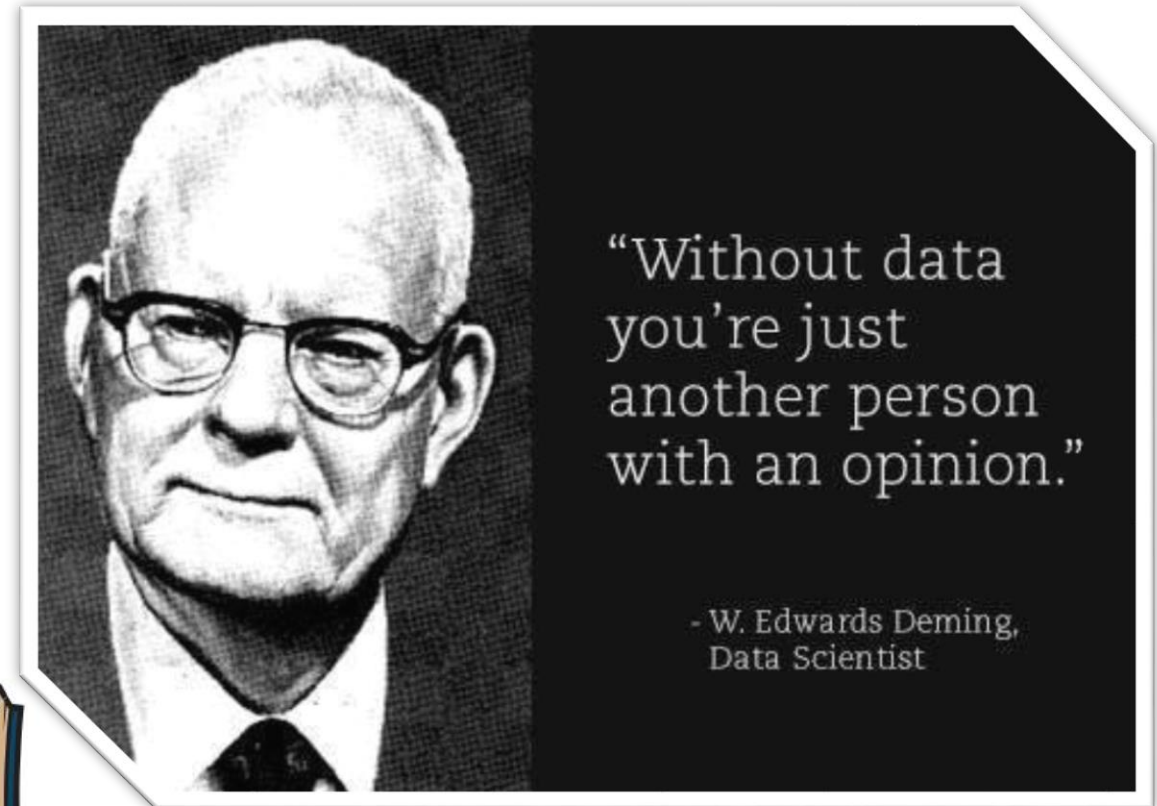 “Without data
you’re just
another person
with an opinion.”
- W. Edwards Deming,
Data Scientist